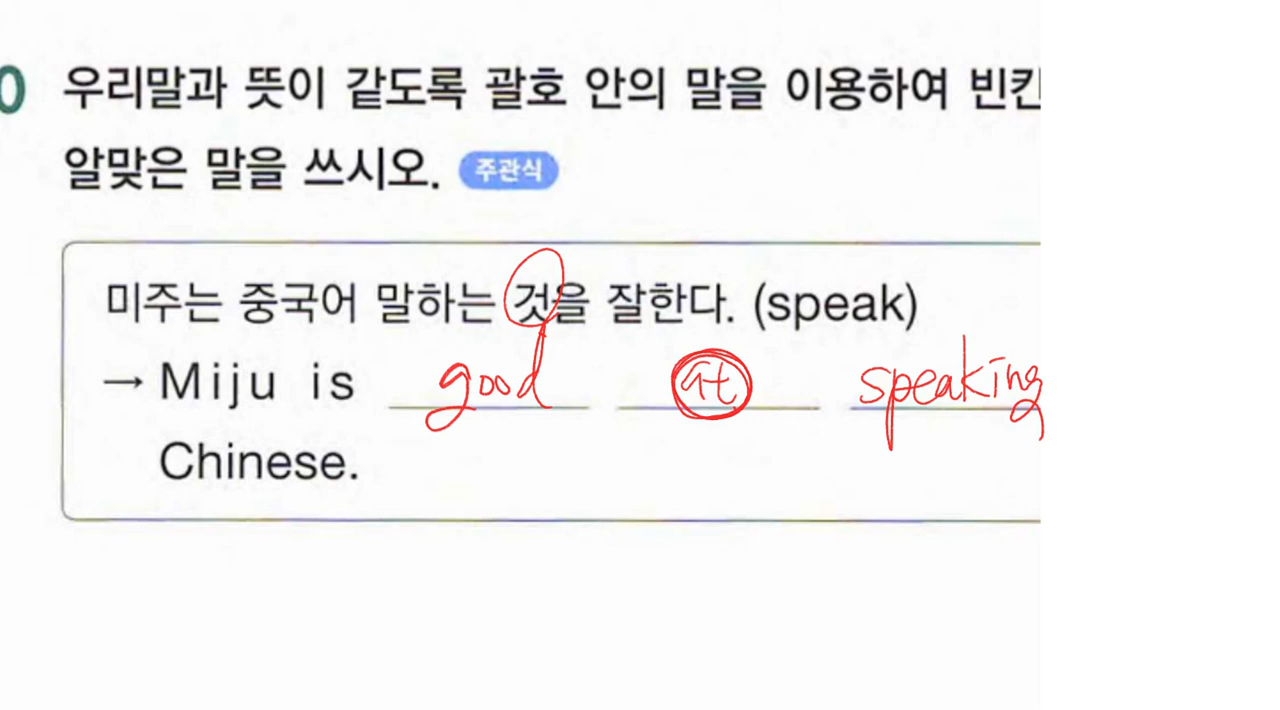 0 우리말과 뜻이 같도록 괄호 안의 말을 이용하여 빈칸
알맞은 말을 쓰시오. 주관식
미주는 중국어 말하는 것을 잘한다. (speak)
→ Miju is good at speaking
Chinese.